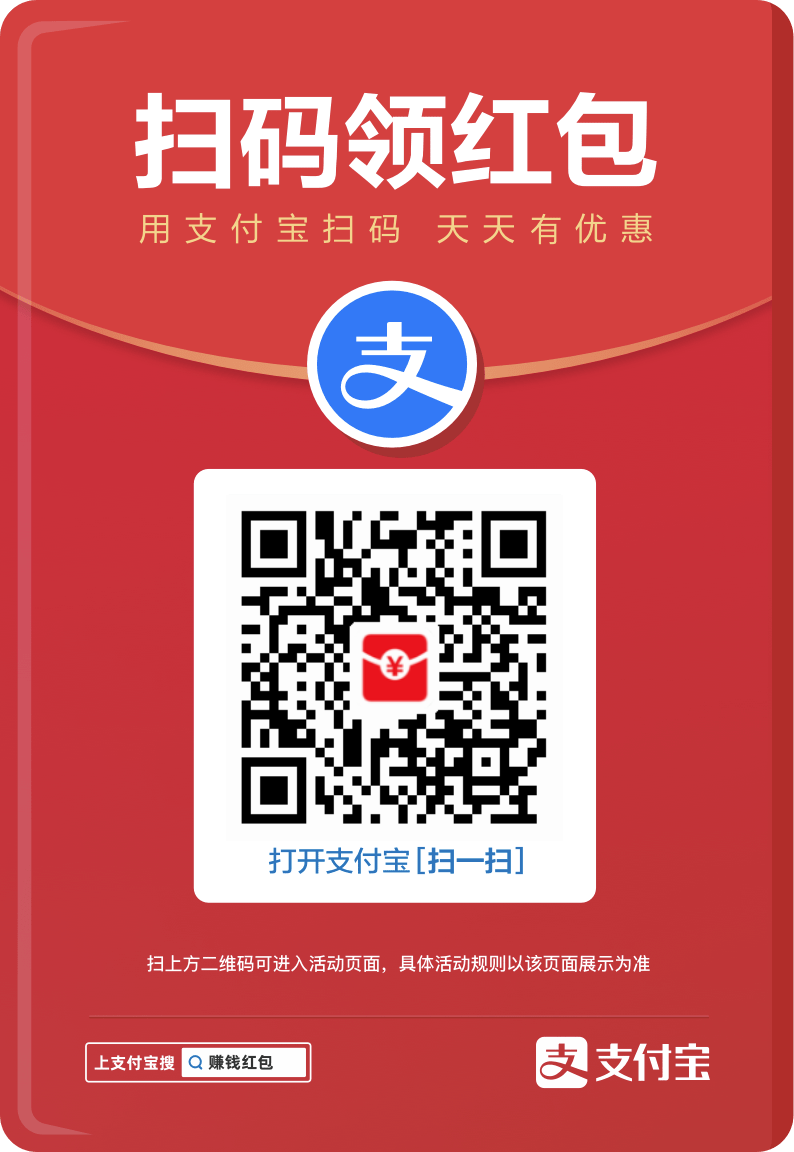 扫码领红包
用支付宝扫码 天天有优惠
支
¥
打开支付宝[扫一扫]
扫上方二维码可进入活动页面，具体活动规则以该页面展示为准
上支付宝搜 赚钱红包
支 支付宝